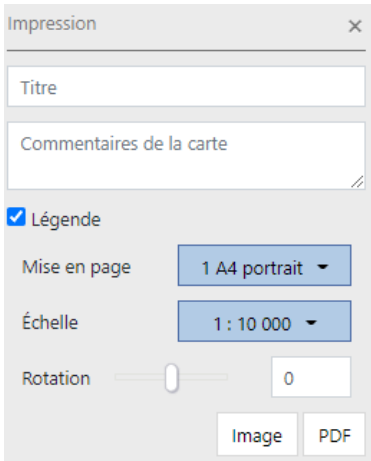 Impression ×
Titre
Commentaires de la carte
Légende
Mise en page 1 A4 portrait
Échelle 1 : 10 000
Rotation 0
Image PDF